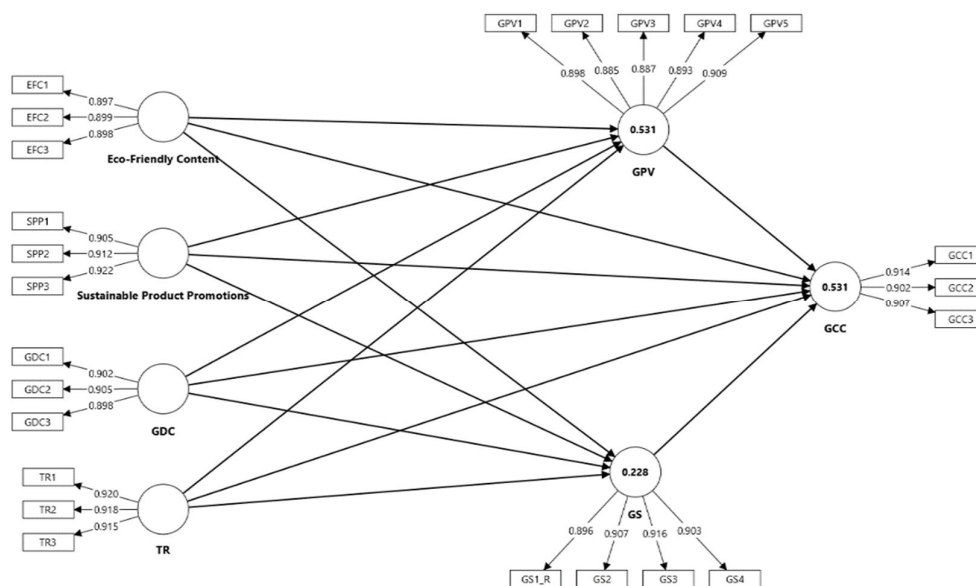 GPV1 GPV2 GPV3 GPV4 GPV5
0.898 0.885 0.887 0.893 0.909
0.531
GPV
EFC1 0.897
EFC2 0.899
EFC3 0.898
Eco-Friendly Content
SPP1 0.905
SPP2 0.912
SPP3 0.922
Sustainable Product Promotions
0.531
GCC
0.914 GCC1
0.902 GCC2
0.907 GCC3
GDC1 0.902
GDC2 0.905
GDC3 0.898
GDC
TR1 0.920
TR2 0.918
TR3 0.915
TR
0.228
GS
0.896 0.907 0.916 0.903
GS1_R GS2 GS3 GS4